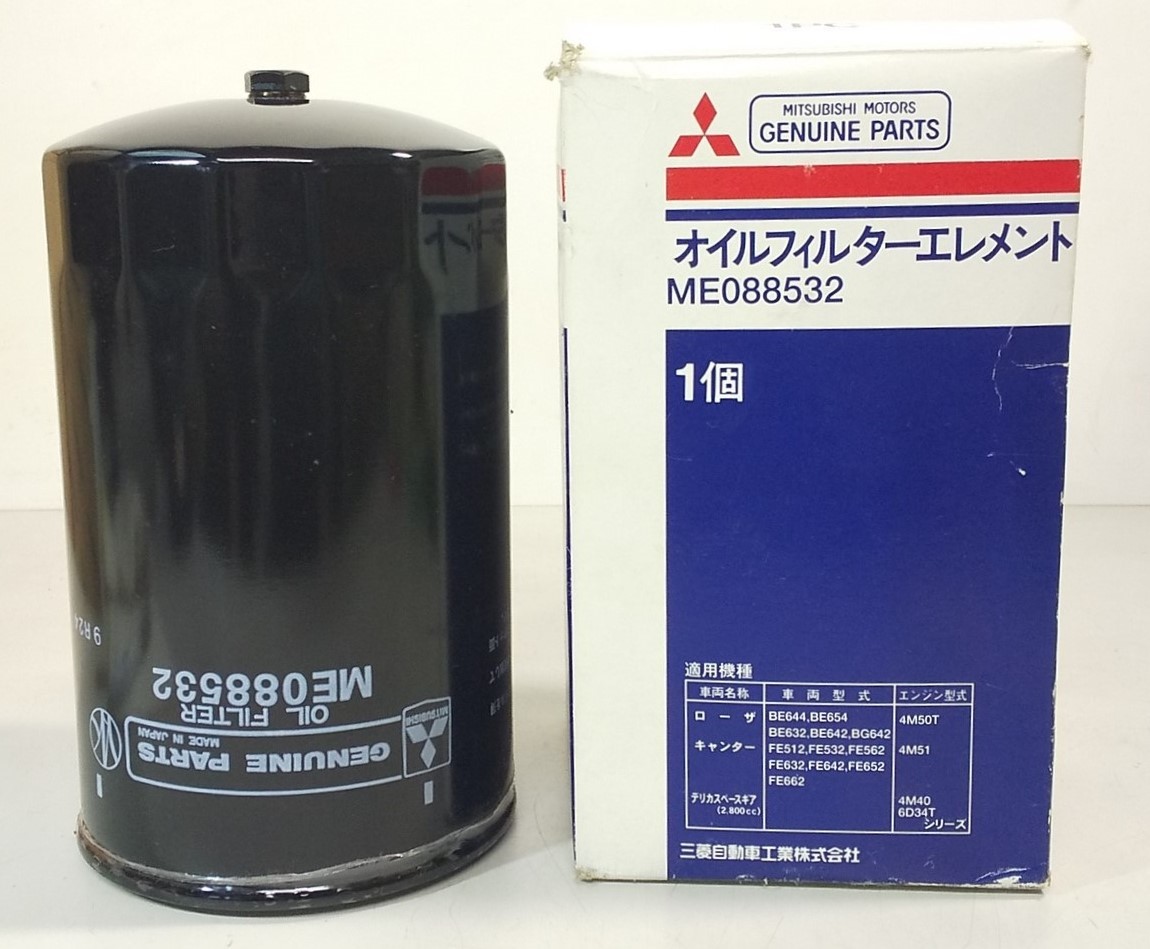 MITSUBISHI MOTORS
GENUINE PARTS
オイルフィルターエレメント
ME088532
1個
適用機種
車両名称 車両型式 エンジン型式
ローザ BE644,BE654 4M50T
BE632,BE642,BG642
キャンター FE512,FE532,FE562 4M51
FE632,FE642,FE652
FE662
デリカスペースギア 4M40
(2,800cc) 6D34T
シリーズ
三菱自動車工業株式会社
MITSUBISHI
GENUINE PARTS
MADE IN JAPAN
OIL FILTER
ME088532
9R24